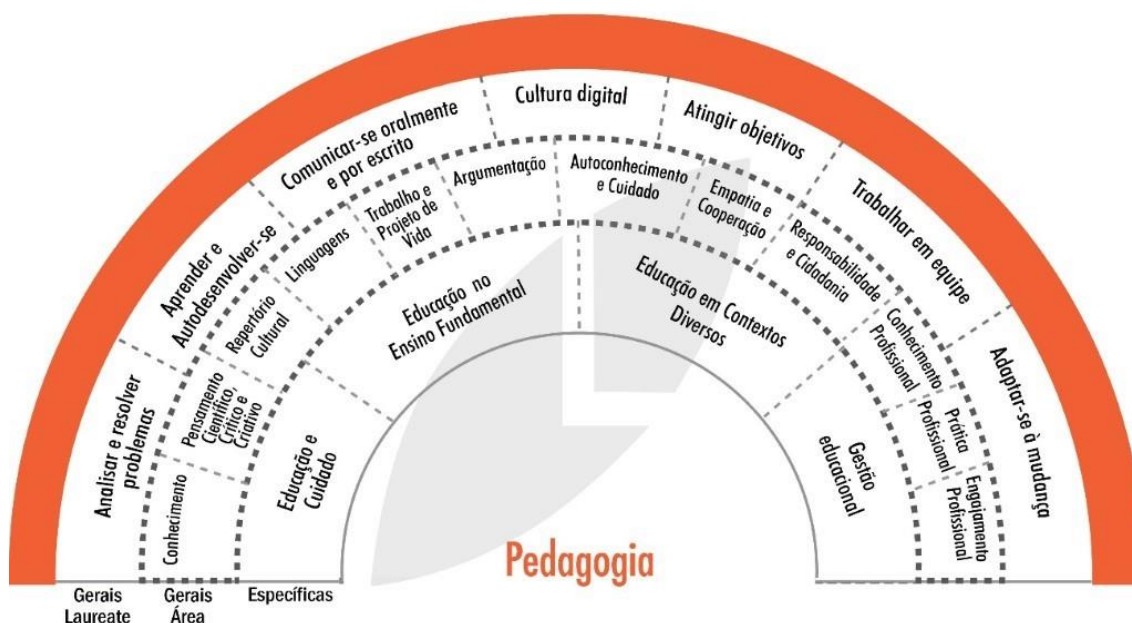 Analisar e resolver
problemas
Aprender e
Autodesenvolver-se
Comunicar-se oralmente
e por escrito
Cultura digital
Atingir objetivos
Trabalhar em equipe
Adaptar-se à mudança
Conhecimento
Pensamento
Científico,
Crítico e
Criativo
Repertório
Cultural
Linguagens
Trabalho e
Projeto de
Vida
Argumentação
Autoconhecimento
e Cuidado
Empatia e
Cooperação
Responsabilidade
e Cidadania
Conhecimento
Profissional
Prática
Profissional
Engajamento
Profissional
Educação e
Cuidado
Educação no
Ensino Fundamental
Educação em Contextos
Diversos
Gestão
educacional
Pedagogia
Gerais
Laureate
Gerais
Área
Específicas